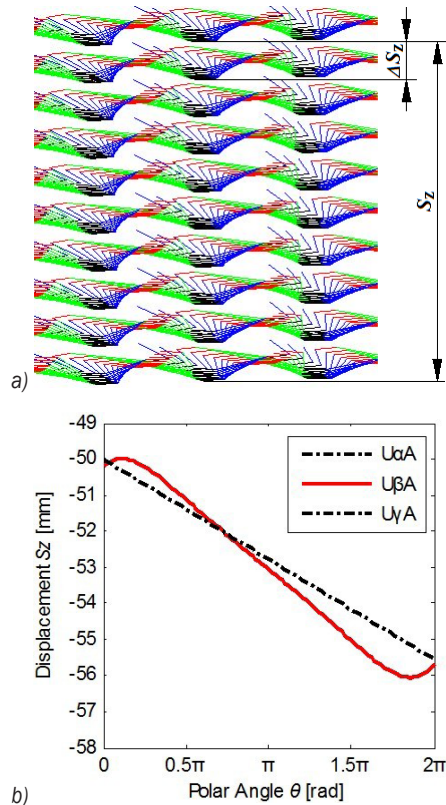 ΔSz
Sz
a)
-49
-50
-51
-52
-53
-54
-55
-56
-57
-58
Displacement Sz [mm]
UαA
UβA
UγA
0 0.5π π 1.5π 2π
Polar Angle θ [rad]
b)